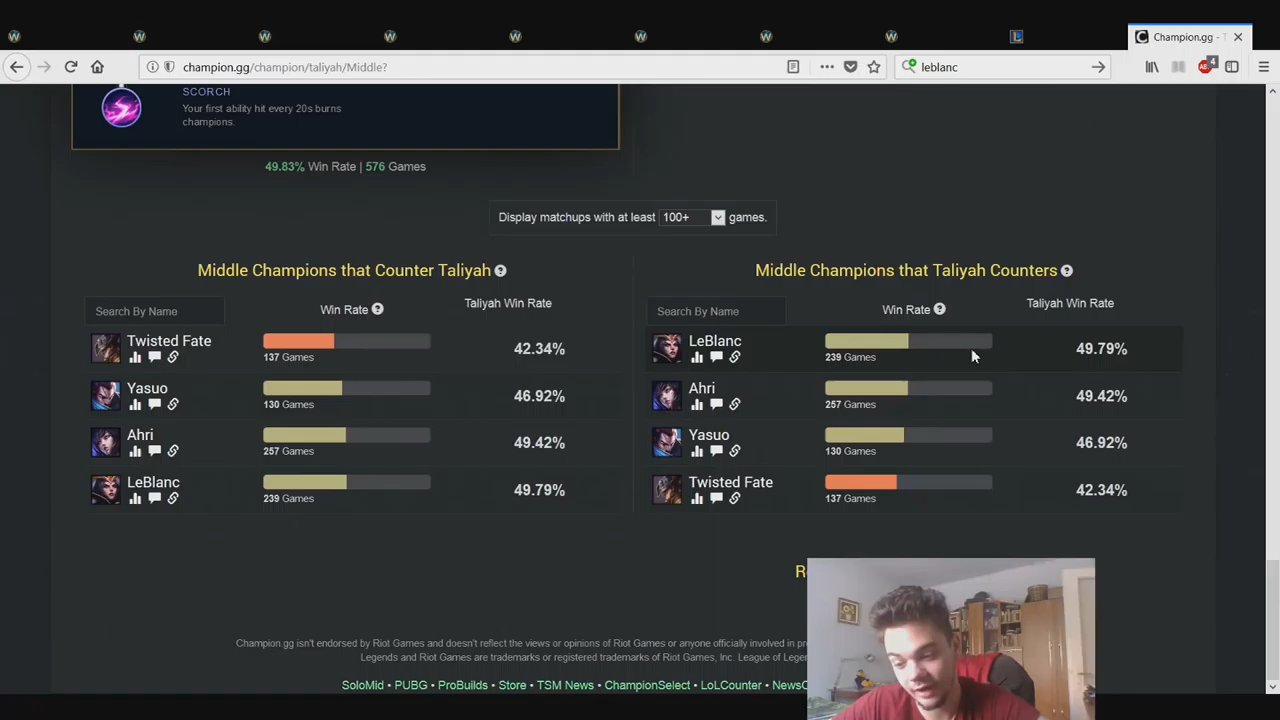 Champion.gg - T
champion.gg/champion/taliyah/Middle?
leblanc
4
SCORCH
Your first ability hit every 20s burns
champions.
49.83% Win Rate | 576 Games
Display matchups with at least 100+ games.
Middle Champions that Counter Taliyah
Search By Name Win Rate Taliyah Win Rate
Twisted Fate 137 Games 42.34%
Yasuo 130 Games 46.92%
Ahri 257 Games 49.42%
LeBlanc 239 Games 49.79%
Middle Champions that Taliyah Counters
Search By Name Win Rate Taliyah Win Rate
LeBlanc 239 Games 49.79%
Ahri 257 Games 49.42%
Yasuo 130 Games 46.92%
Twisted Fate 137 Games 42.34%
Champion.gg isn't endorsed by Riot Games and doesn't reflect the views or opinions of Riot Games or anyone officially involved in
Legends and Riot Games are trademarks or registered trademarks of Riot Games, Inc. League of
SoloMid • PUBG • ProBuilds • Store • TSM News • ChampionSelect • LoLCounter •